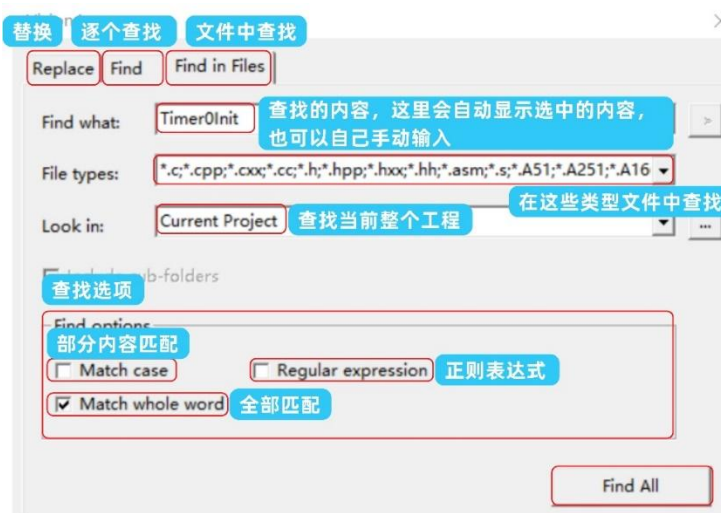 替换 逐个查找 文件中查找
Replace Find Find in Files
Find what: Timer0Init 查找的内容，这里会自动显示选中的内容，
也可以自己手动输入
File types: *.c;*.cpp;*.cxx;*.cc;*.h;*.hpp;*.hxx;*.hh;*.asm;*.s;*.A51;*.A251;*.A16
在这些类型文件中查找
Look in: Current Project 查找当前整个工程 ...
sub-folders
查找选项
Find options
部分内容匹配
Match case Regular expression 正则表达式
Match whole word 全部匹配
Find All